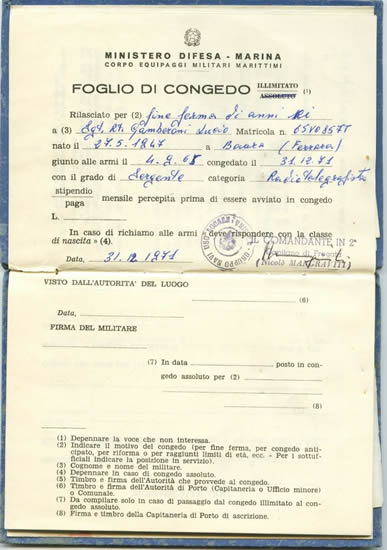 MINISTERO DIFESA - MARINA
CORPO EQUIPAGGI MILITARI MARITTIMI
FOGLIO DI CONGEDO ILLIMITATO ASSOLUTO (1)
Rilasciato per (2) fine ferma di anni sei
a (3) Sgt. Rt. Gamberoni Lucio Matricola n.
nato il 27.5.1947 a Baura (Ferrara)
giunto alle armi il 4.9.65 congedato il 31.12.71
con il grado di Sergente categoria Radiotelegrafista
stipendio
paga mensile percepita prima di essere avviato in congedo
L.
In caso di richiamo alle armi deve rispondere con la classe
di nascita » (4).
Data, 31.12.1971
IL COMANDANTE IN 2ª
(Nicolò
VISTO DALL'AUTORITA' DEL LUOGO
(6)
Data,
FIRMA DEL MILITARE
(7) In data posto in con-
gedo assoluto per (2)
(8)
(1) Depennare la voce che non interessa.
(2) Indicare il motivo del congedo (per fine ferma, per congedo anti-
cipato, per riforma o per raggiunti limiti di età, ecc. - Per i sottuf-
ficiali indicare la posizione in servizio).
(3) Cognome e nome del militare.
(4) Depennare in caso di congedo assoluto.
(5) Timbro e firma dell'Autorità che provvede al congedo.
(6) Timbro e firma dell'Autorità di Porto (Capitaneria o Ufficio minore)
o Comunale.
(7) Da compilare solo in caso di passaggio dal congedo illimitato al con-
gedo assoluto.
(8) Firma e timbro della Capitaneria di Porto di ascrizione.